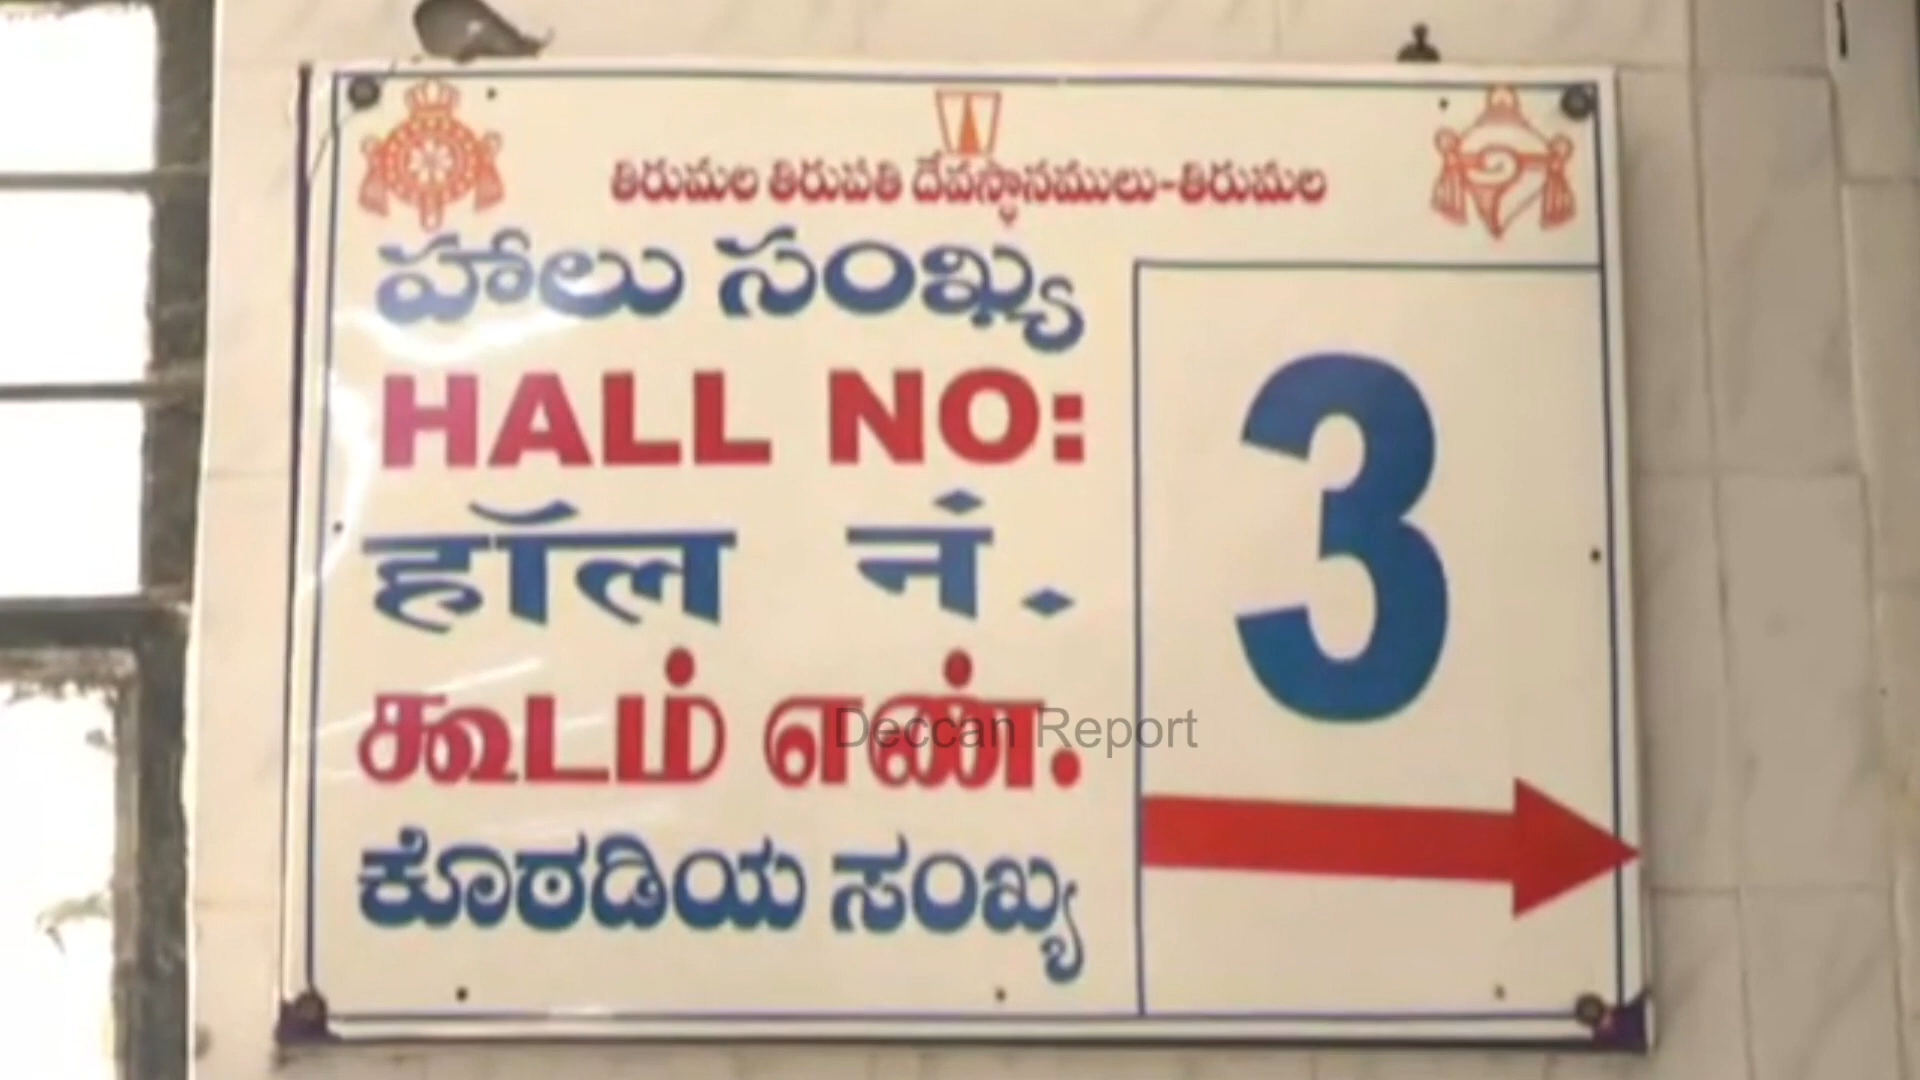 తిరుమల తిరుపతి దేవస్థానములు-తిరుమల
హాలు సంఖ్య
HALL NO:
3
हॉल नं.
கூடம் எண்.
Deccan Report
ಕೊಠಡಿಯ ಸಂಖ್ಯ